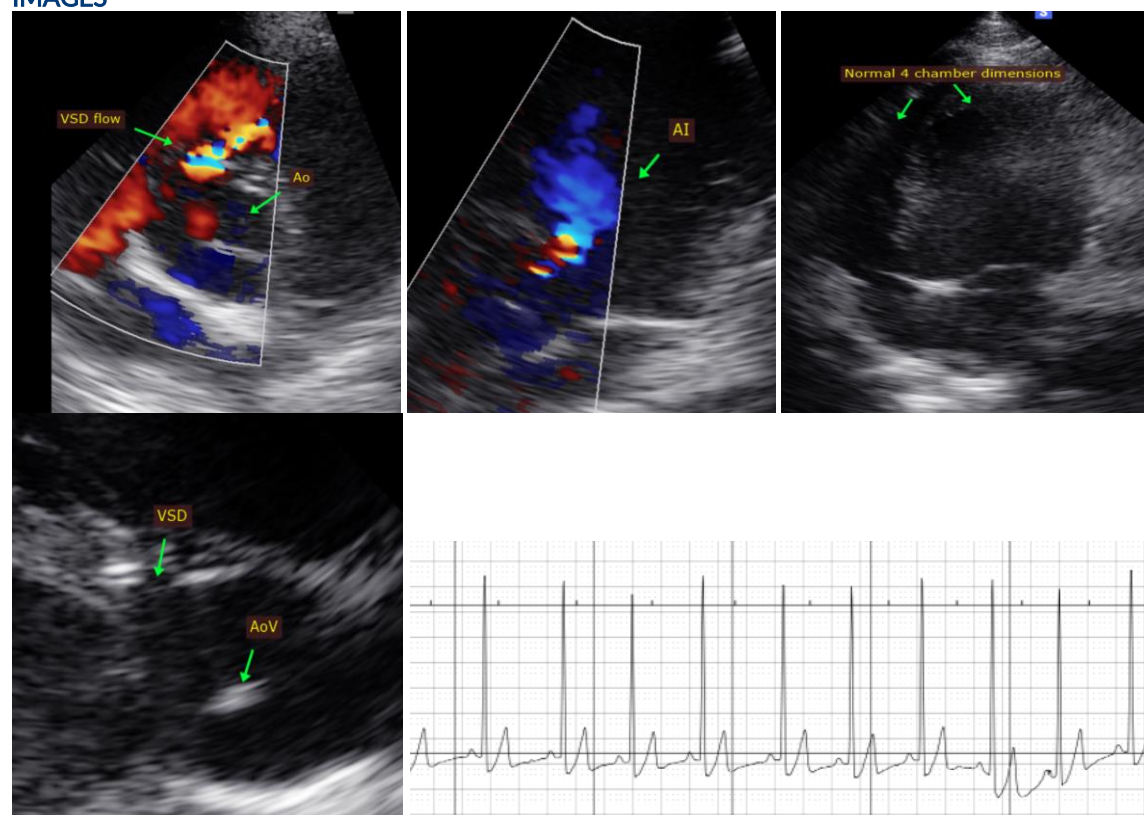 IMAGES
VSD flow
Ao
AI
S
Normal 4 chamber dimensions
VSD
AoV